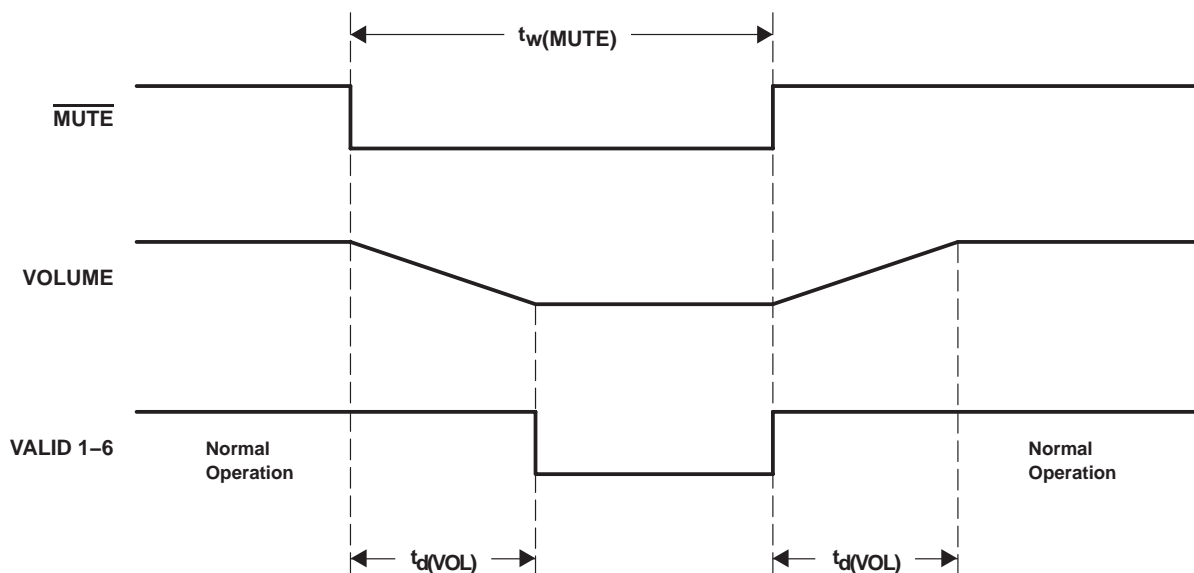 tw(MUTE)
MUTE
VOLUME
VALID 1–6
Normal
Operation
Normal
Operation
td(VOL)
td(VOL)